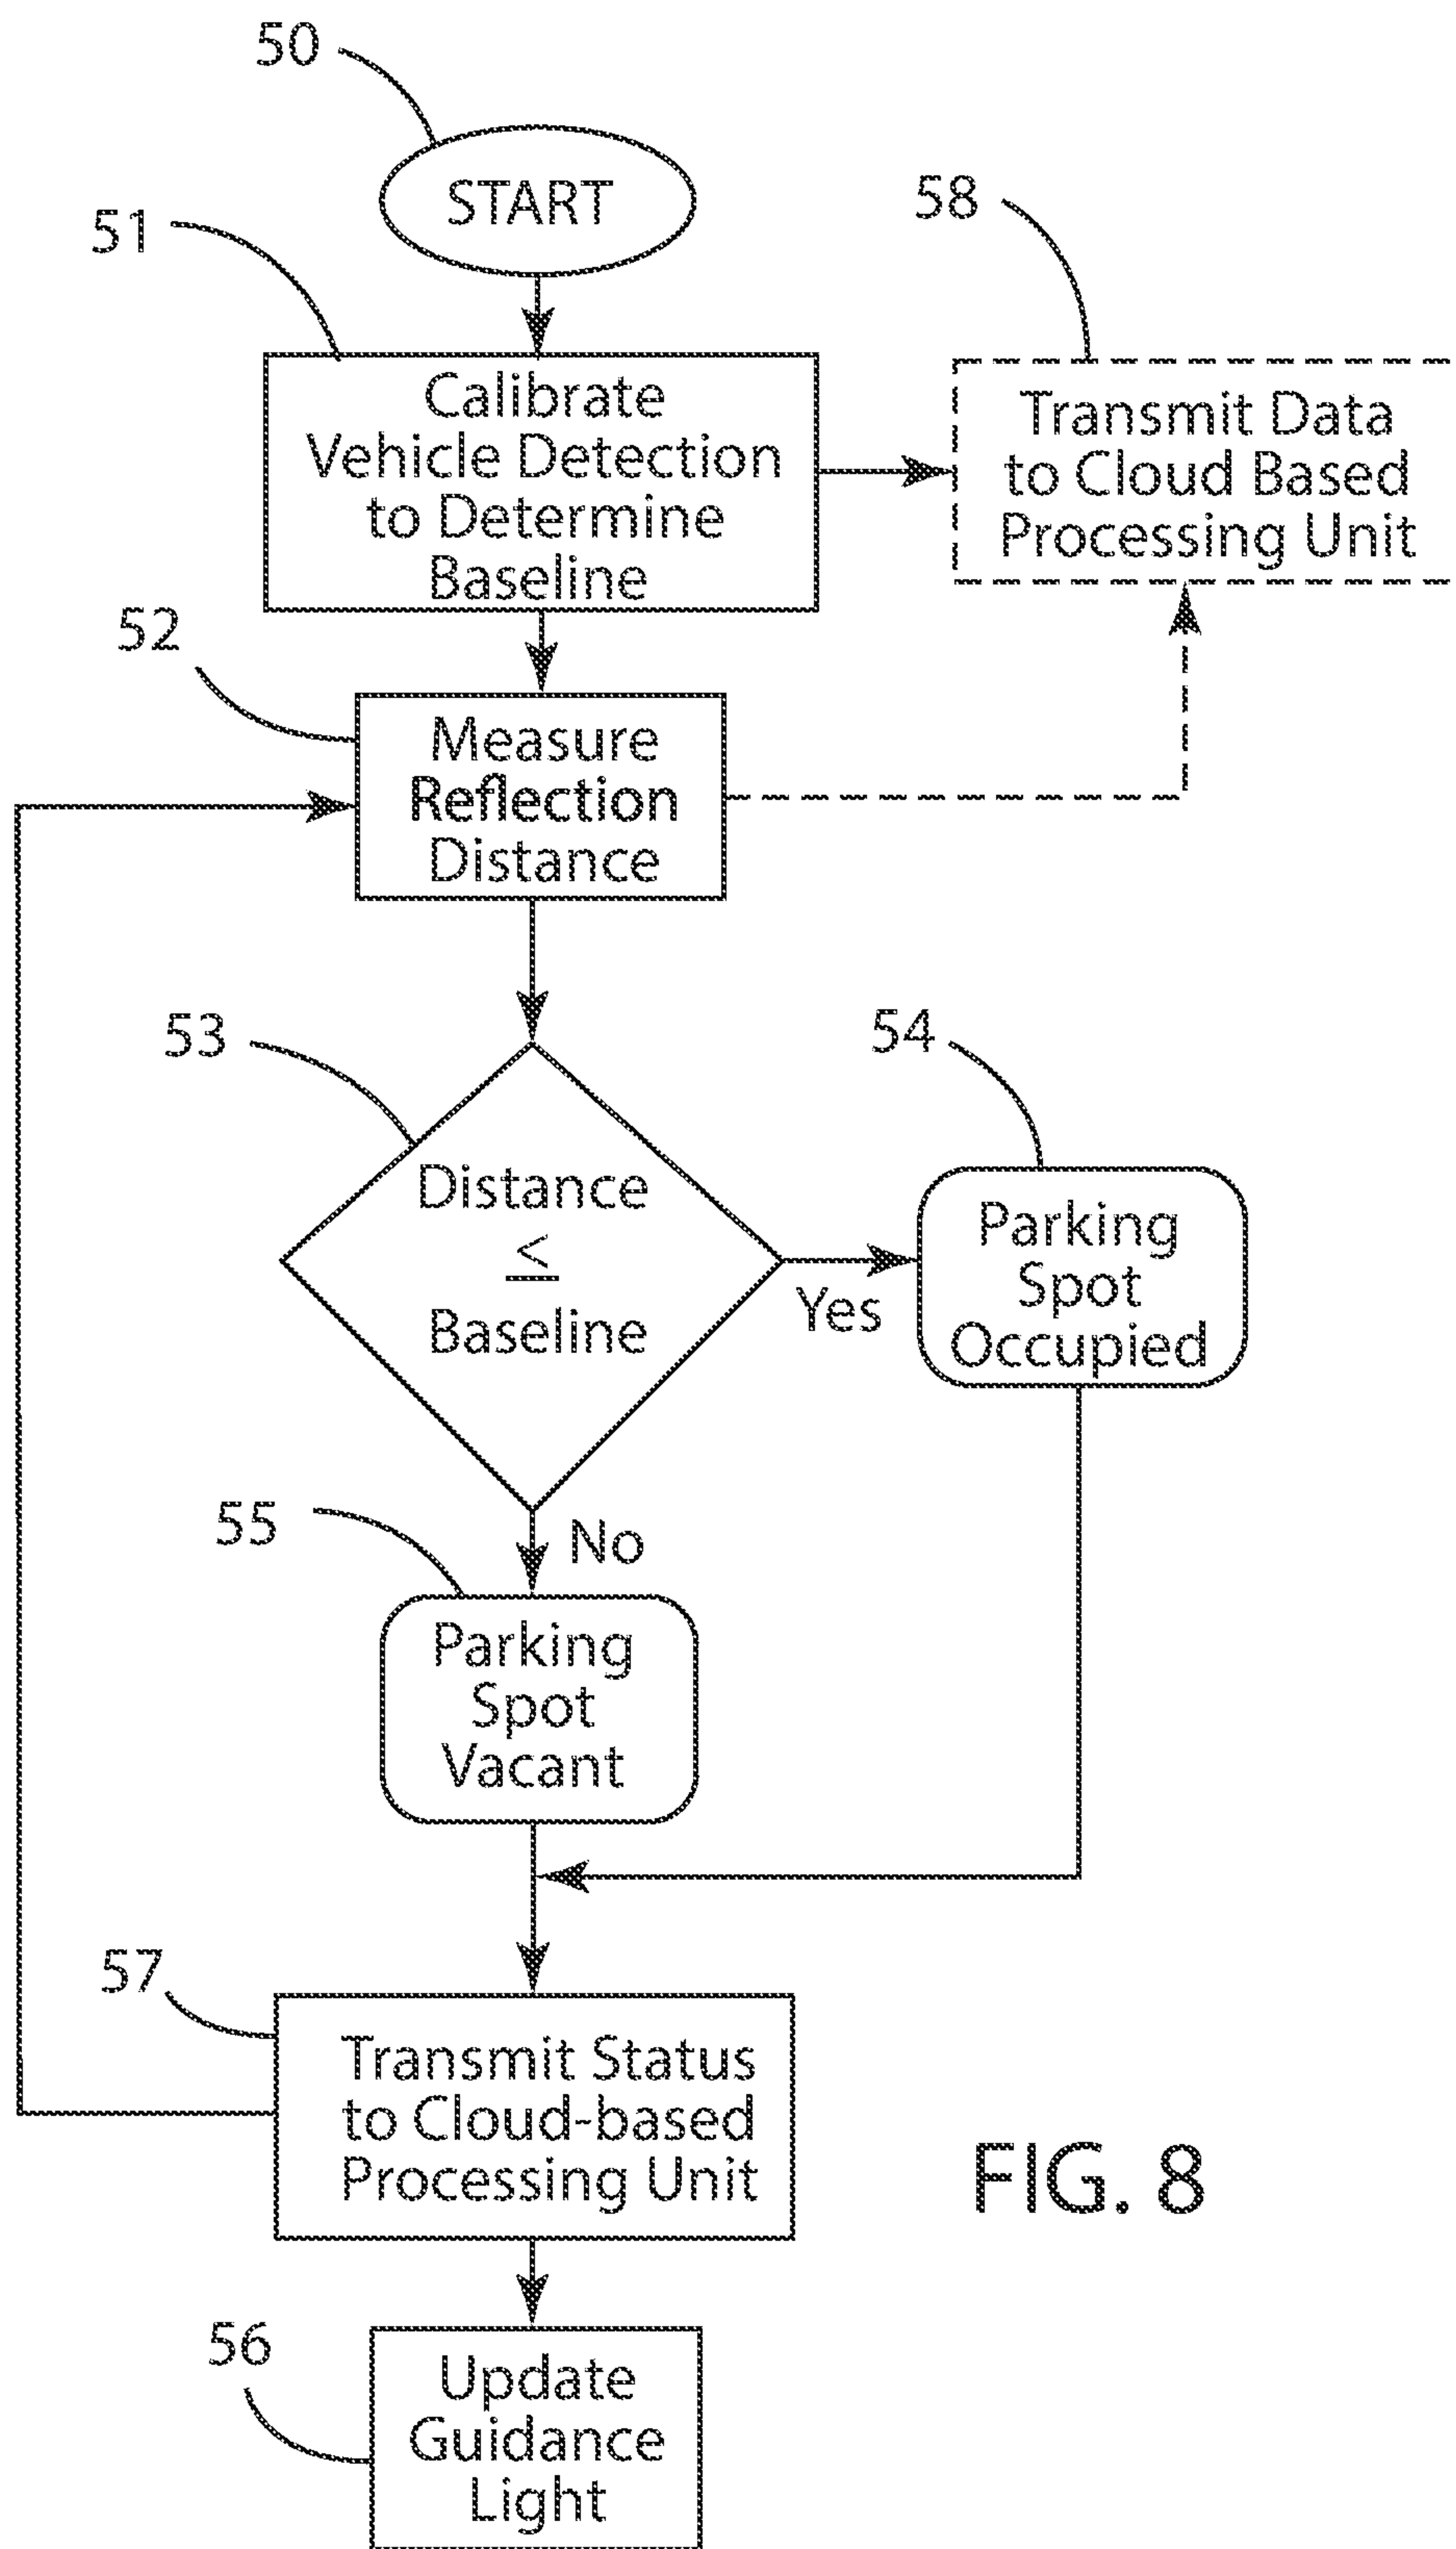 50
START
51
58
Calibrate
Vehicle Detection
to Determine
Baseline
Transmit Data
to Cloud Based
Processing Unit
52
Measure
Reflection
Distance
53
54
Distance
≤
Baseline
Yes
Parking
Spot
Occupied
55
No
Parking
Spot
Vacant
57
Transmit Status
to Cloud-based
Processing Unit
FIG. 8
56
Update
Guidance
Light